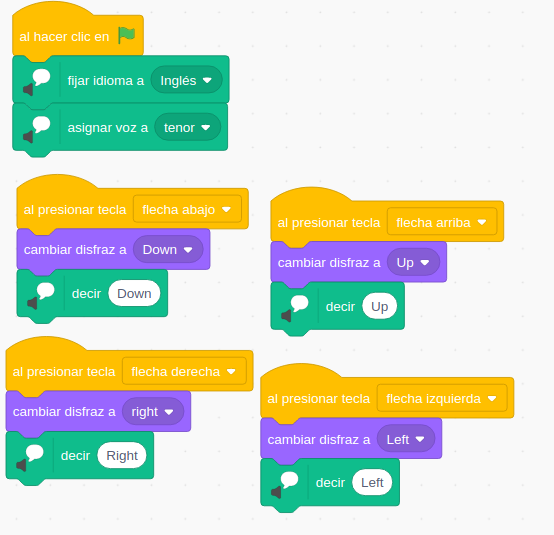 al hacer clic en
fijar idioma a Inglés
asignar voz a tenor
al presionar tecla flecha abajo
cambiar disfraz a Down
decir Down
al presionar tecla flecha arriba
cambiar disfraz a Up
decir Up
al presionar tecla flecha derecha
cambiar disfraz a right
decir Right
al presionar tecla flecha izquierda
cambiar disfraz a Left
decir Left